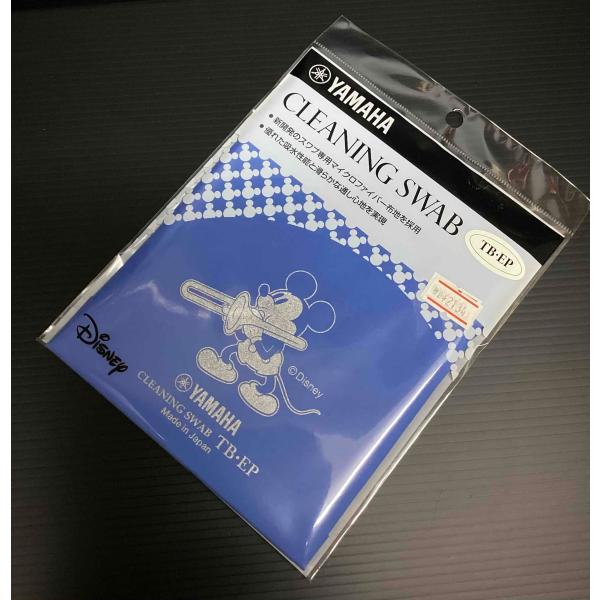 YAMAHA
CLEANING SWAB
• 新開発のスワブ専用マイクロファイバー布地を採用
• 優れた吸水性能と滑らかな通し心地を実現
TB•EP
© Disney
Disney
YAMAHA
CLEANING SWAB TB•EP
Made in Japan